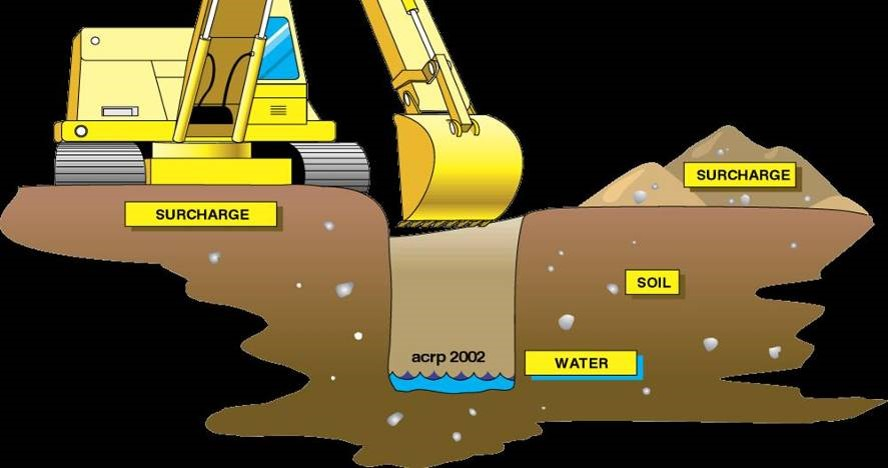 SURCHARGE
SURCHARGE
SOIL
acrp 2002
WATER